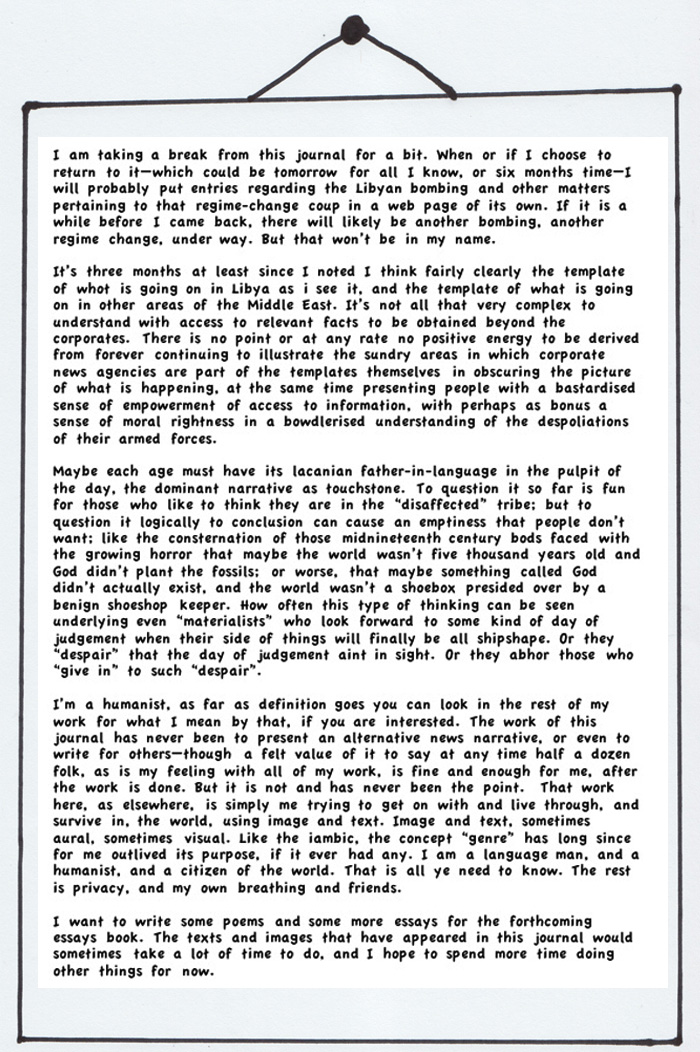 I am taking a break from this journal for a bit. When or if I choose to
return to it—which could be tomorrow for all I know, or six months time—I
will probably put entries regarding the Libyan bombing and other matters
pertaining to that regime-change coup in a web page of its own. If it is a
while before I came back, there will likely be another bombing, another
regime change, under way. But that won't be in my name.

It's three months at least since I noted I think fairly clearly the template
of whot is going on in Libya as i see it, and the template of what is going
on in other areas of the Middle East. It's not all that very complex to
understand with access to relevant facts to be obtained beyond the
corporates. There is no point or at any rate no positive energy to be derived
from forever continuing to illustrate the sundry areas in which corporate
news agencies are part of the templates themselves in obscuring the picture
of what is happening, at the same time presenting people with a bastardised
sense of empowerment of access to information, with perhaps as bonus a
sense of moral rightness in a bowdlerised understanding of the despoliations
of their armed forces.

Maybe each age must have its lacanian father-in-language in the pulpit of
the day, the dominant narrative as touchstone. To question it so far is fun
for those who like to think they are in the "disaffected" tribe; but to
question it logically to conclusion can cause an emptiness that people don't
want; like the consternation of those midnineteenth century bods faced with
the growing horror that maybe the world wasn't five thousand years old and
God didn't plant the fossils; or worse, that maybe something called God
didn't actually exist, and the world wasn't a shoebox presided over by a
benign shoeshop keeper. How often this type of thinking can be seen
underlying even "materialists" who look forward to some kind of day of
judgement when their side of things will finally be all shipshape. Or they
"despair" that the day of judgement aint in sight. Or they abhor those who
"give in" to such "despair".

I'm a humanist, as far as definition goes you can look in the rest of my
work for what I mean by that, if you are interested. The work of this
journal has never been to present an alternative news narrative, or even to
write for others—though a felt value of it to say at any time half a dozen
folk, as is my feeling with all of my work, is fine and enough for me, after
the work is done. But it is not and has never been the point. That work
here, as elsewhere, is simply me trying to get on with and live through, and
survive in, the world, using image and text. Image and text, sometimes
aural, sometimes visual. Like the iambic, the concept "genre" has long since
for me outlived its purpose, if it ever had any. I am a language man, and a
humanist, and a citizen of the world. That is all ye need to know. The rest
is privacy, and my own breathing and friends.

I want to write some poems and some more essays for the forthcoming
essays book. The texts and images that have appeared in this journal would
sometimes take a lot of time to do, and I hope to spend more time doing
other things for now.